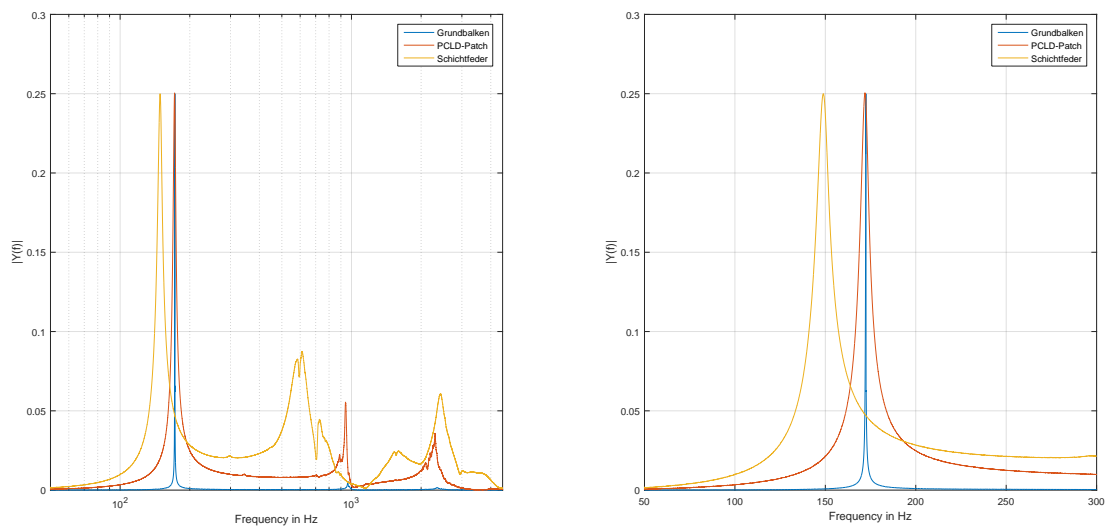 0.3
0.25
0.2
0.15
0.1
0.05
0
|Y(f)|
10²
10³
Frequency in Hz
Grundbalken
PCLD-Patch
Schichtfeder
0.3
0.25
0.2
0.15
0.1
0.05
0
|Y(f)|
50
100
150
200
250
300
Frequency in Hz
Grundbalken
PCLD-Patch
Schichtfeder